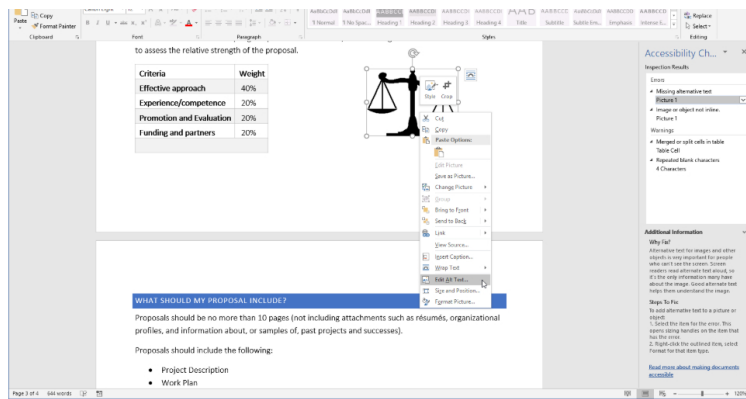 Paste
Copy
Format Painter
Clipboard
Font
Paragraph
Styles
¶ Normal
¶ No Spac...
Heading 1
Heading 2
Heading 3
Heading 4
Title
Subtitle
Subtle Em...
Emphasis
Intense E...
Replace
Select
Editing
to assess the relative strength of the proposal.
Criteria Weight
Effective approach 40%
Experience/competence 20%
Promotion and Evaluation 20%
Funding and partners 20%
Style Crop
Cut
Copy
Paste Options:
Edit Picture
Save as Picture...
Change Picture
Group
Bring to Front
Send to Back
Link
View Source...
Insert Caption...
Wrap Text
Edit Alt Text...
Size and Position...
Format Picture...
WHAT SHOULD MY PROPOSAL INCLUDE?
Proposals should be no more than 10 pages (not including attachments such as résumés, organizational
profiles, and information about, or samples of, past projects and successes).
Proposals should include the following:
• Project Description
• Work Plan
Accessibility Ch...
Inspection Results
Errors
Missing alternative text
Picture 1
Image or object not inline.
Picture 1
Warnings
Merged or split cells in table
Table Cell
Repeated blank characters
4 Characters
Additional Information
Why Fix?
Alternative text for images and other
objects is very important for people
who can't see the screen. Screen
readers read alternate text aloud, so
it's the only information many have
about the image. Good alternate text
helps them understand the image.
Steps To Fix
To add alternative text to a picture or
object:
1. Select the item for the error. This
opens sizing handles on the item that
has the error.
2. Right-click the outlined item, select
Format for that item type.
Read more about making documents
accessible
Page 3 of 4 644 words
120%